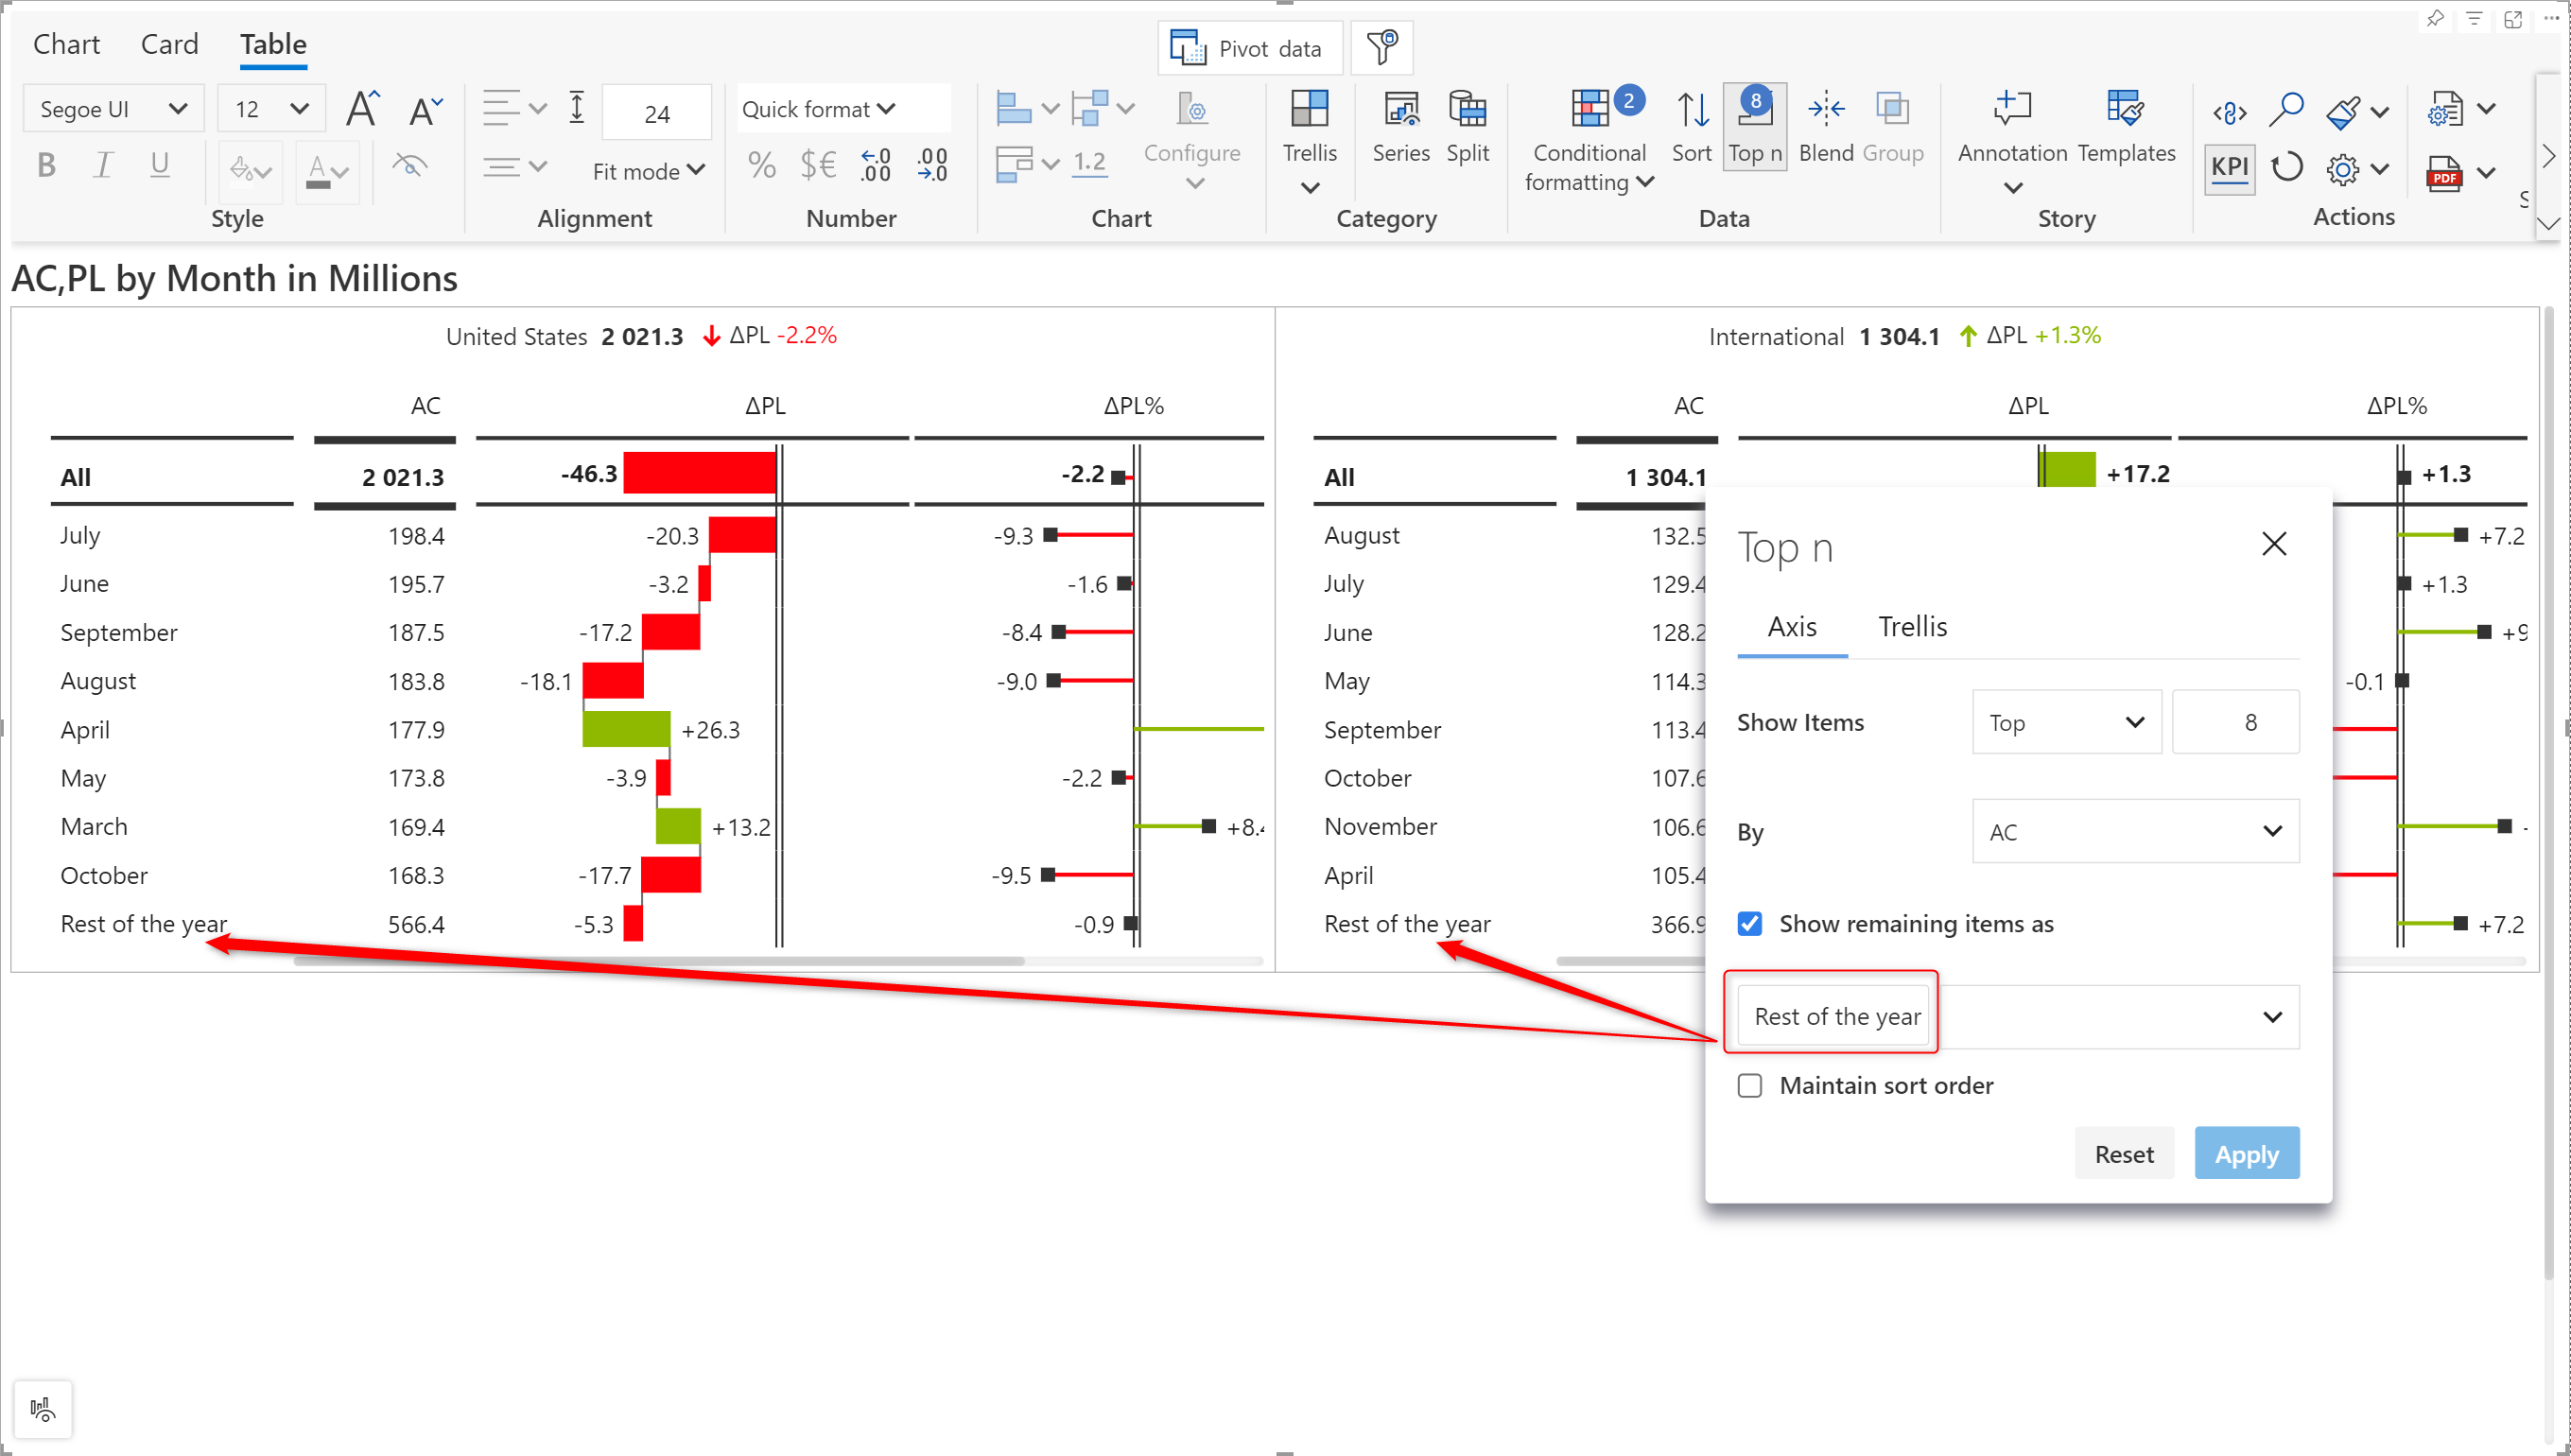 Chart Card Table
Pivot data
Segoe UI 12 A A 24 Quick format 2 8
B I U A Fit mode % $€ .0 .00 .00 .0 1.2 Configure Trellis Series Split Conditional formatting Sort Top n Blend Group Annotation Templates KPI PDF
Style Alignment Number Chart Category Data Story Actions S
AC,PL by Month in Millions
United States 2 021.3 ΔPL -2.2%
AC ΔPL ΔPL%
All 2 021.3 -46.3 -2.2
July 198.4 -20.3 -9.3
June 195.7 -3.2 -1.6
September 187.5 -17.2 -8.4
August 183.8 -18.1 -9.0
April 177.9 +26.3
May 173.8 -3.9 -2.2
March 169.4 +13.2 +8.4
October 168.3 -17.7 -9.5
Rest of the year 566.4 -5.3 -0.9
International 1 304.1 ΔPL +1.3%
AC ΔPL ΔPL%
All 1 304.1 +17.2 +1.3
August 132.5 +7.2
July 129.4 +1.3
June 128.2 +9
May 114.3 -0.1
September 113.4
October 107.6
November 106.6
April 105.4
Rest of the year 366.9 +7.2
Top n
Axis Trellis
Show Items Top 8
By AC
Show remaining items as
Rest of the year
Maintain sort order
Reset Apply